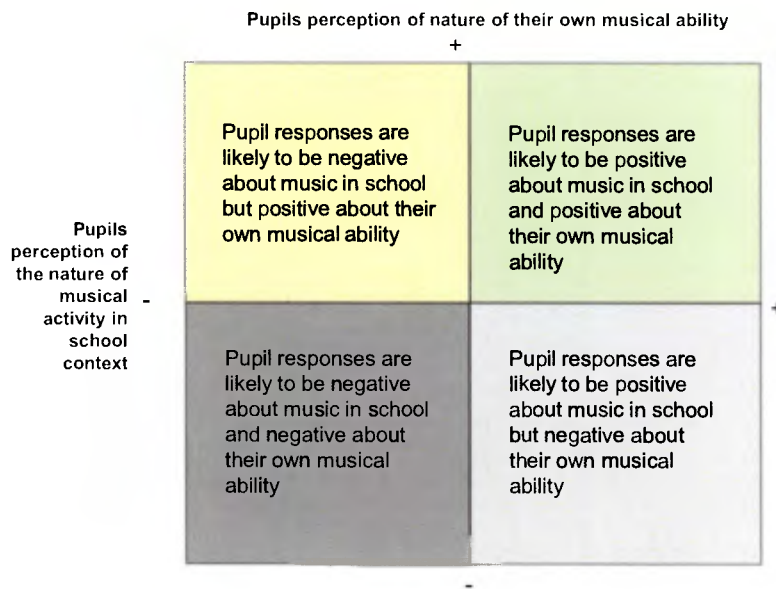 Pupils perception of nature of their own musical ability
+
Pupil responses are
likely to be negative
about music in school
but positive about their
own musical ability
Pupil responses are
likely to be positive
about music in school
and positive about
their own musical
ability
Pupils
perception of
the nature of
musical
activity in
school
context
-
+
Pupil responses are
likely to be negative
about music in school
and negative about
their own musical
ability
Pupil responses are
likely to be positive
about music in school
but negative about
their own musical
ability
-